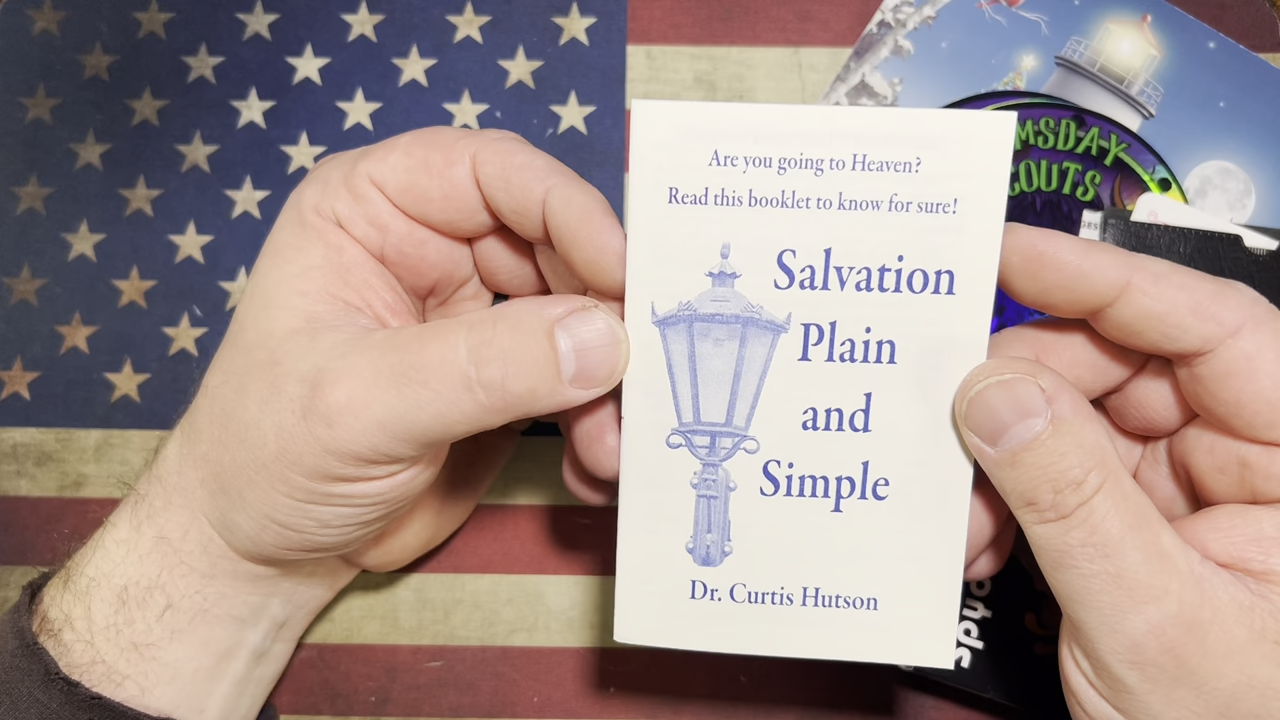 Are you going to Heaven?
Read this booklet to know for sure!
Salvation
Plain
and
Simple
Dr. Curtis Hutson